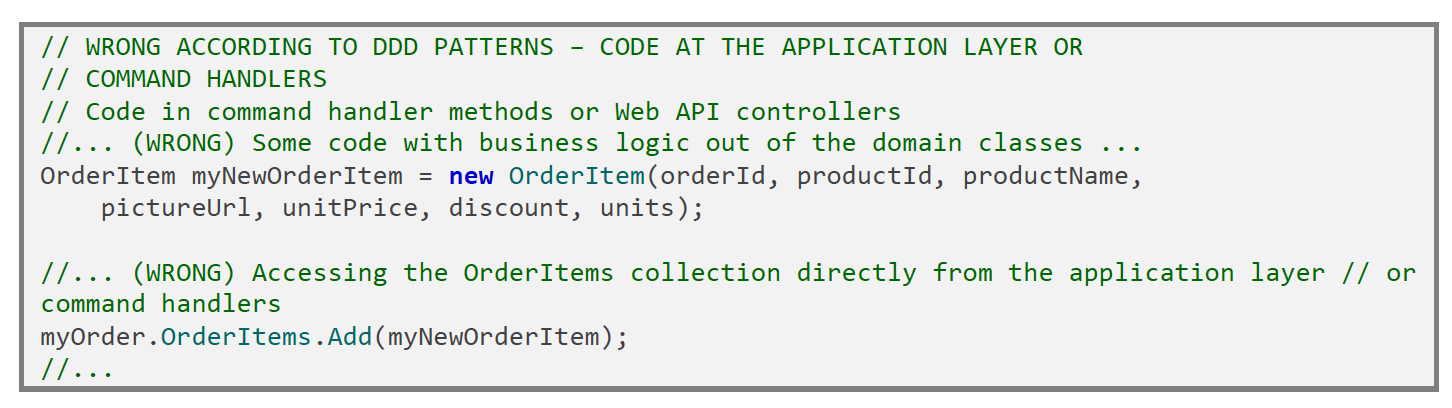 // WRONG ACCORDING TO DDD PATTERNS – CODE AT THE APPLICATION LAYER OR
// COMMAND HANDLERS
// Code in command handler methods or Web API controllers
//... (WRONG) Some code with business logic out of the domain classes ...
OrderItem myNewOrderItem = new OrderItem(orderId, productId, productName,
    pictureUrl, unitPrice, discount, units);

//... (WRONG) Accessing the OrderItems collection directly from the application layer // or
command handlers
myOrder.OrderItems.Add(myNewOrderItem);
//...